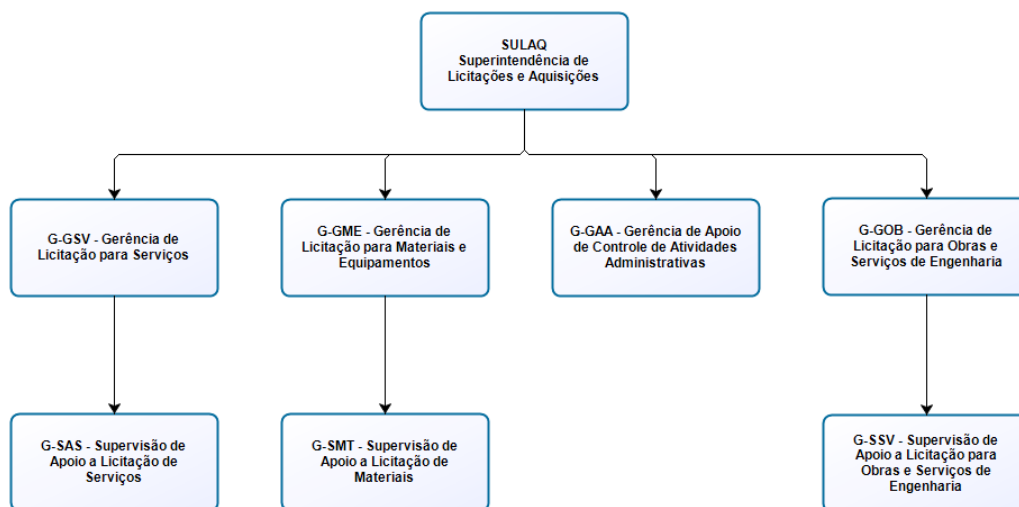 SULAQ
Superintendência de
Licitações e Aquisições
G-GSV - Gerência de
Licitação para Serviços
G-GME - Gerência de
Licitação para Materiais e
Equipamentos
G-GAA - Gerência de Apoio
de Controle de Atividades
Administrativas
G-GOB - Gerência de
Licitação para Obras e
Serviços de Engenharia
G-SAS - Supervisão de
Apoio a Licitação de
Serviços
G-SMT - Supervisão de
Apoio a Licitação de
Materiais
G-SSV - Supervisão de
Apoio a Licitação para
Obras e Serviços de
Engenharia